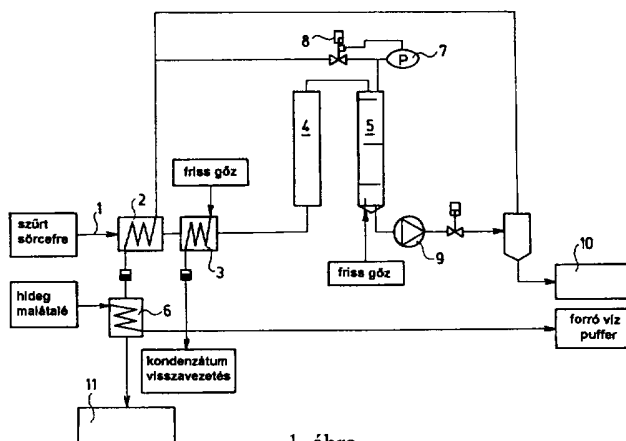 8
P
7
4
5
friss gőz
1
2
szűrt
sörcefre
3
9
10
friss gőz
hideg
malátalé
6
forró víz
puffer
kondenzátum
visszavezetés
11
1. ábra